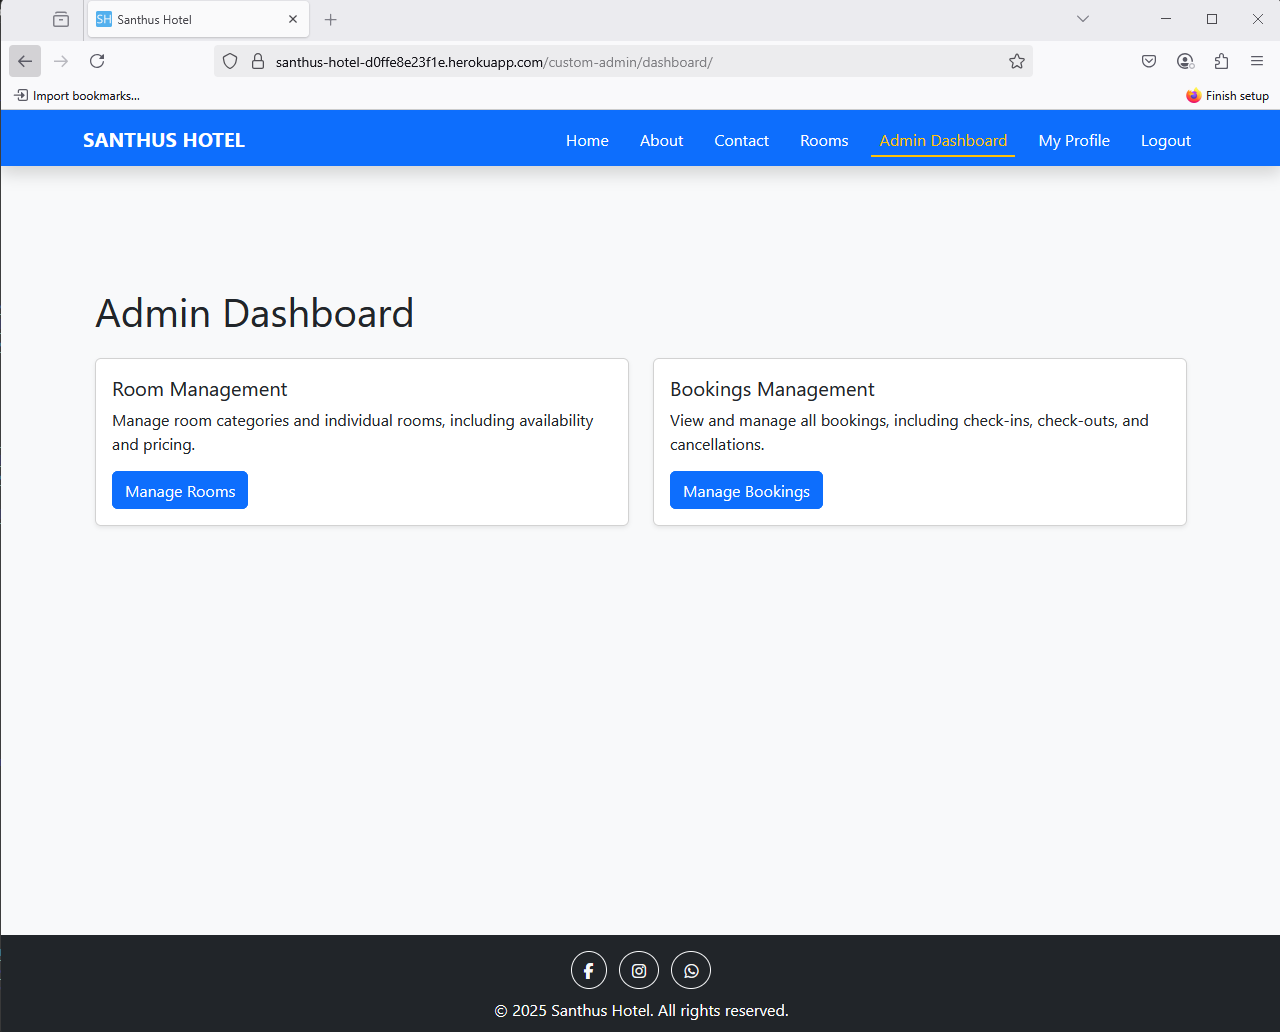 SH Santhus Hotel
santhus-hotel-d0ffe8e23f1e.herokuapp.com/custom-admin/dashboard/
Import bookmarks...
Finish setup
SANTHUS HOTEL
Home About Contact Rooms Admin Dashboard My Profile Logout
Admin Dashboard
Room Management
Manage room categories and individual rooms, including availability
and pricing.
Manage Rooms
Bookings Management
View and manage all bookings, including check-ins, check-outs, and
cancellations.
Manage Bookings
© 2025 Santhus Hotel. All rights reserved.